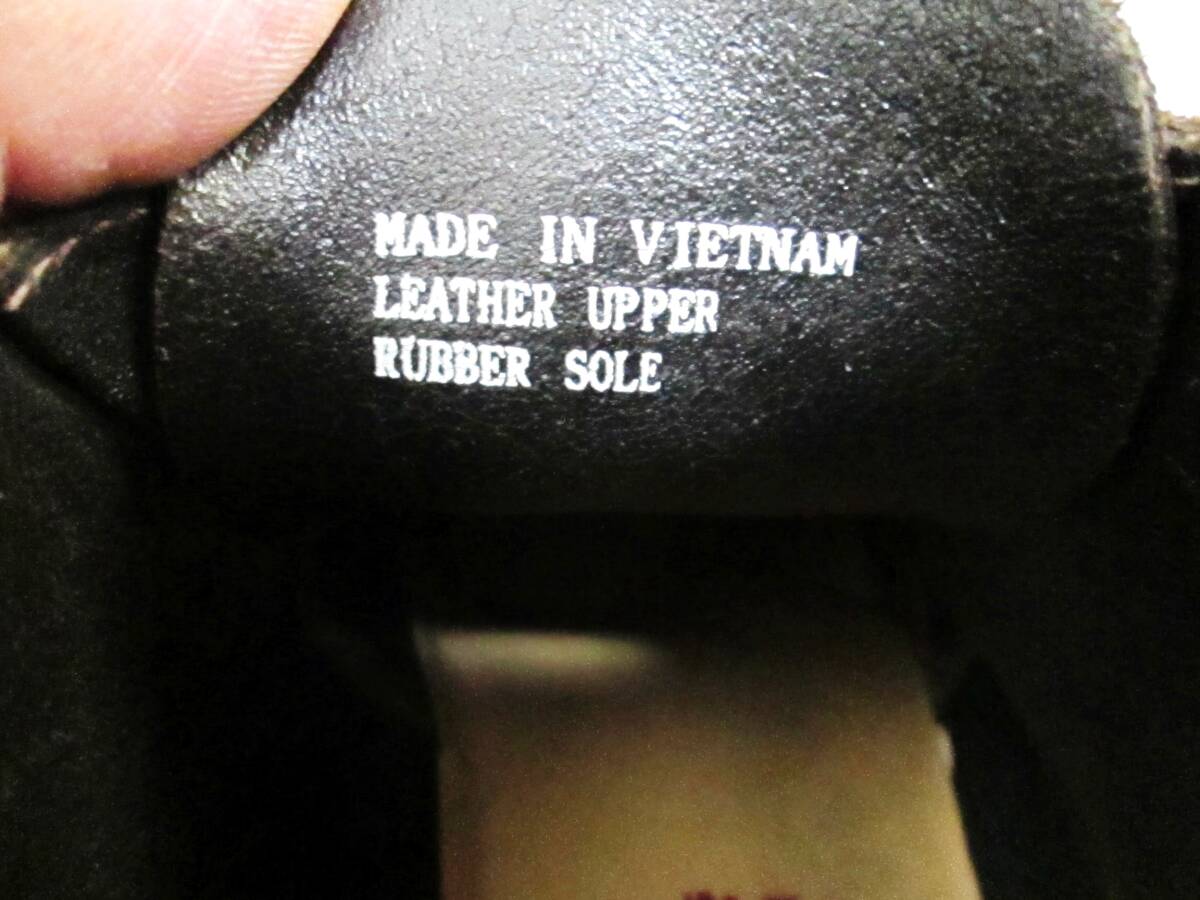 MADE IN VIETNAM
LEATHER UPPER
RUBBER SOLE